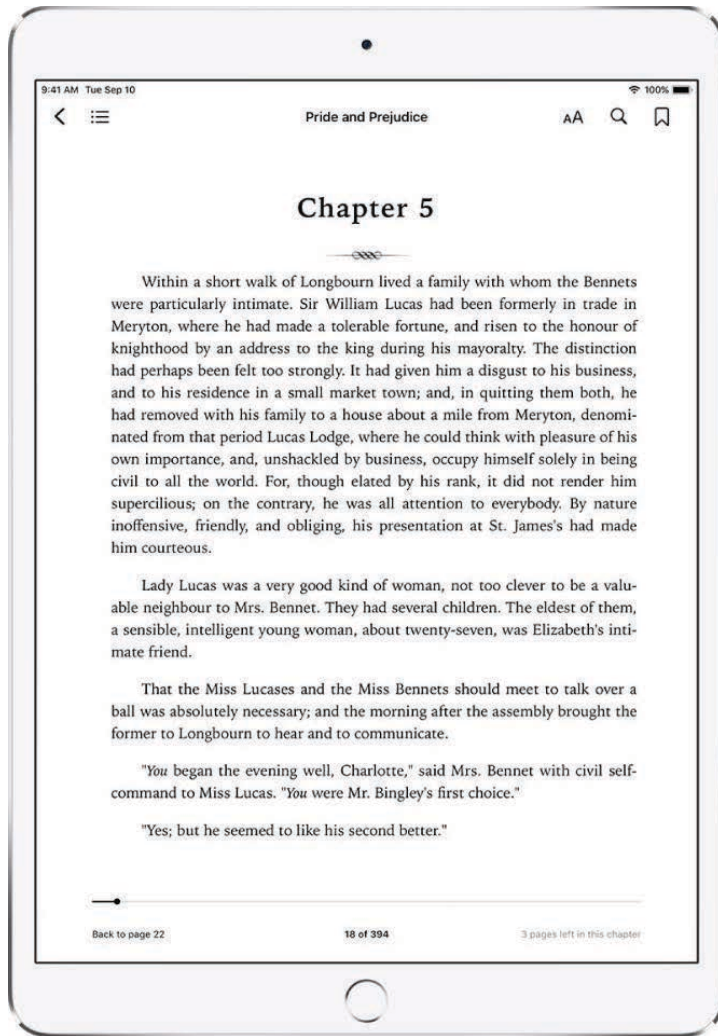 9:41 AM Tue Sep 10
100%
Pride and Prejudice
AA
Chapter 5
Within a short walk of Longbourn lived a family with whom the Bennets
were particularly intimate. Sir William Lucas had been formerly in trade in
Meryton, where he had made a tolerable fortune, and risen to the honour of
knighthood by an address to the king during his mayoralty. The distinction
had perhaps been felt too strongly. It had given him a disgust to his business,
and to his residence in a small market town; and, in quitting them both, he
had removed with his family to a house about a mile from Meryton, denomi-
nated from that period Lucas Lodge, where he could think with pleasure of his
own importance, and, unshackled by business, occupy himself solely in being
civil to all the world. For, though elated by his rank, it did not render him
supercilious; on the contrary, he was all attention to everybody. By nature
inoffensive, friendly, and obliging, his presentation at St. James's had made
him courteous.
Lady Lucas was a very good kind of woman, not too clever to be a valu-
able neighbour to Mrs. Bennet. They had several children. The eldest of them,
a sensible, intelligent young woman, about twenty-seven, was Elizabeth's inti-
mate friend.
That the Miss Lucases and the Miss Bennets should meet to talk over a
ball was absolutely necessary; and the morning after the assembly brought the
former to Longbourn to hear and to communicate.
"You began the evening well, Charlotte," said Mrs. Bennet with civil self-
command to Miss Lucas. "You were Mr. Bingley's first choice."
"Yes; but he seemed to like his second better."
Back to page 22
18 of 394
3 pages left in this chapter